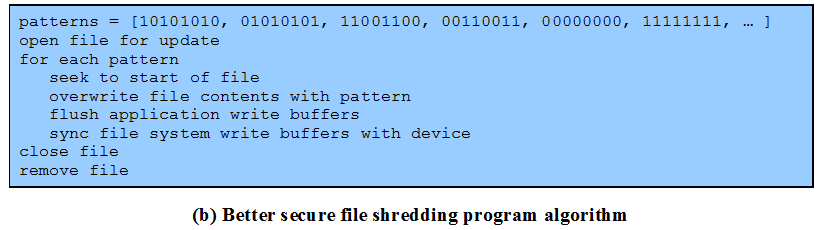 patterns = [10101010, 01010101, 11001100, 00110011, 00000000, 11111111, … ]
open file for update
for each pattern
   seek to start of file
   overwrite file contents with pattern
   flush application write buffers
   sync file system write buffers with device
close file
remove file
(b) Better secure file shredding program algorithm